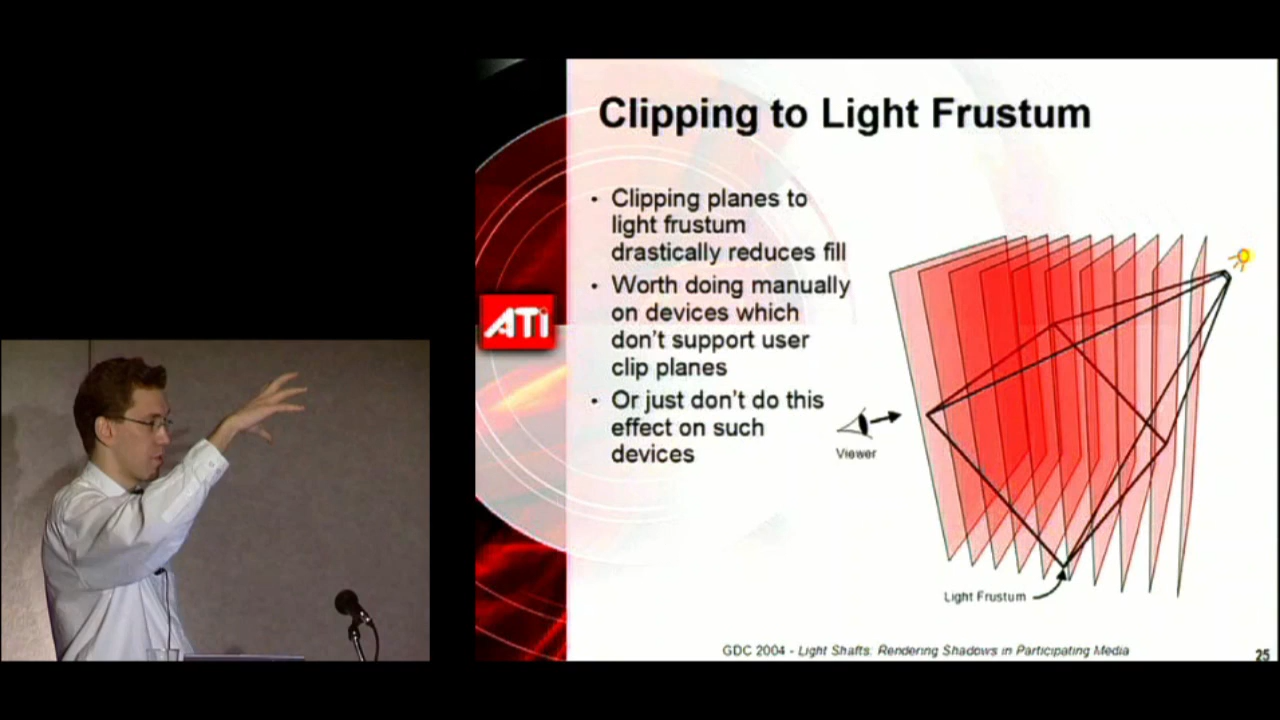 Clipping to Light Frustum
• Clipping planes to
light frustum
drastically reduces fill
• Worth doing manually
on devices which
don't support user
clip planes
• Or just don't do this
effect on such
devices
ATI
Viewer
Light Frustum
GDC 2004 - Light Shafts: Rendering Shadows in Participating Media
25